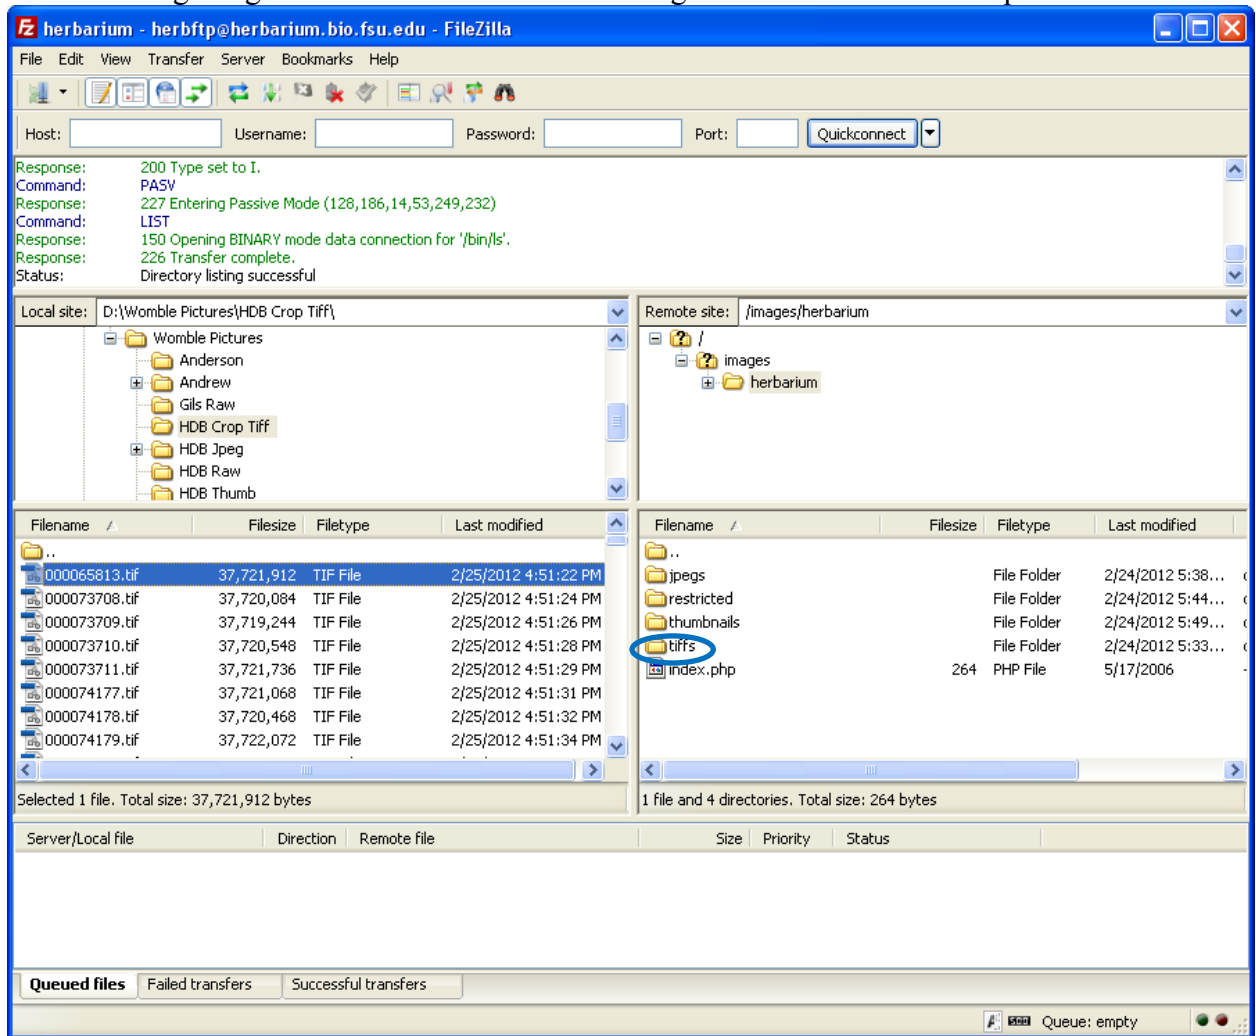 herbarium - herbftp@herbarium.bio.fsu.edu - FileZilla
File Edit View Transfer Server Bookmarks Help
Host: Username: Password: Port: Quickconnect
Response: 200 Type set to I.
Command: PASV
Response: 227 Entering Passive Mode (128,186,14,53,249,232)
Command: LIST
Response: 150 Opening BINARY mode data connection for '/bin/ls'.
Response: 226 Transfer complete.
Status: Directory listing successful
Local site: D:\Womble Pictures\HDB Crop Tiff\
Womble Pictures
Anderson
Andrew
Gils Raw
HDB Crop Tiff
HDB Jpeg
HDB Raw
HDB Thumb
Remote site: /images/herbarium
/
images
herbarium
Filename Filesize Filetype Last modified
..
000065813.tif 37,721,912 TIF File 2/25/2012 4:51:22 PM
000073708.tif 37,720,084 TIF File 2/25/2012 4:51:24 PM
000073709.tif 37,719,244 TIF File 2/25/2012 4:51:26 PM
000073710.tif 37,720,548 TIF File 2/25/2012 4:51:28 PM
000073711.tif 37,721,736 TIF File 2/25/2012 4:51:29 PM
000074177.tif 37,721,068 TIF File 2/25/2012 4:51:31 PM
000074178.tif 37,720,468 TIF File 2/25/2012 4:51:32 PM
000074179.tif 37,722,072 TIF File 2/25/2012 4:51:34 PM
Selected 1 file. Total size: 37,721,912 bytes
Filename Filesize Filetype Last modified
..
jpegs File Folder 2/24/2012 5:38...
restricted File Folder 2/24/2012 5:44...
thumbnails File Folder 2/24/2012 5:49...
tiffs File Folder 2/24/2012 5:33...
index.php 264 PHP File 5/17/2006
1 file and 4 directories. Total size: 264 bytes
Server/Local file Direction Remote file Size Priority Status
Queued files Failed transfers Successful transfers
Queue: empty